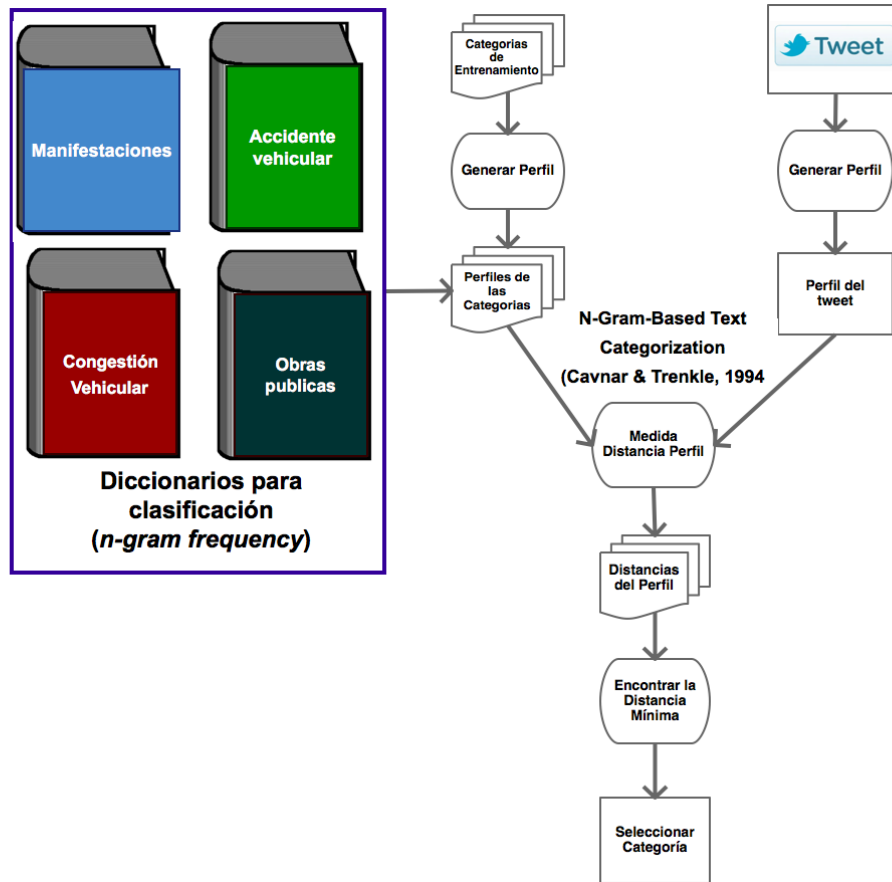 Manifestaciones
Accidente
vehicular
Congestión
Vehicular
Obras
publicas
Diccionarios para
clasificación
(n-gram frequency)
Categorias
de
Entrenamiento
Generar Perfil
Perfiles de
las
Categorias
Tweet
Generar Perfil
Perfil del
tweet
N-Gram-Based Text
Categorization
(Cavnar & Trenkle, 1994
Medida
Distancia Perfil
Distancias
del Perfil
Encontrar la
Distancia
Mínima
Seleccionar
Categoría